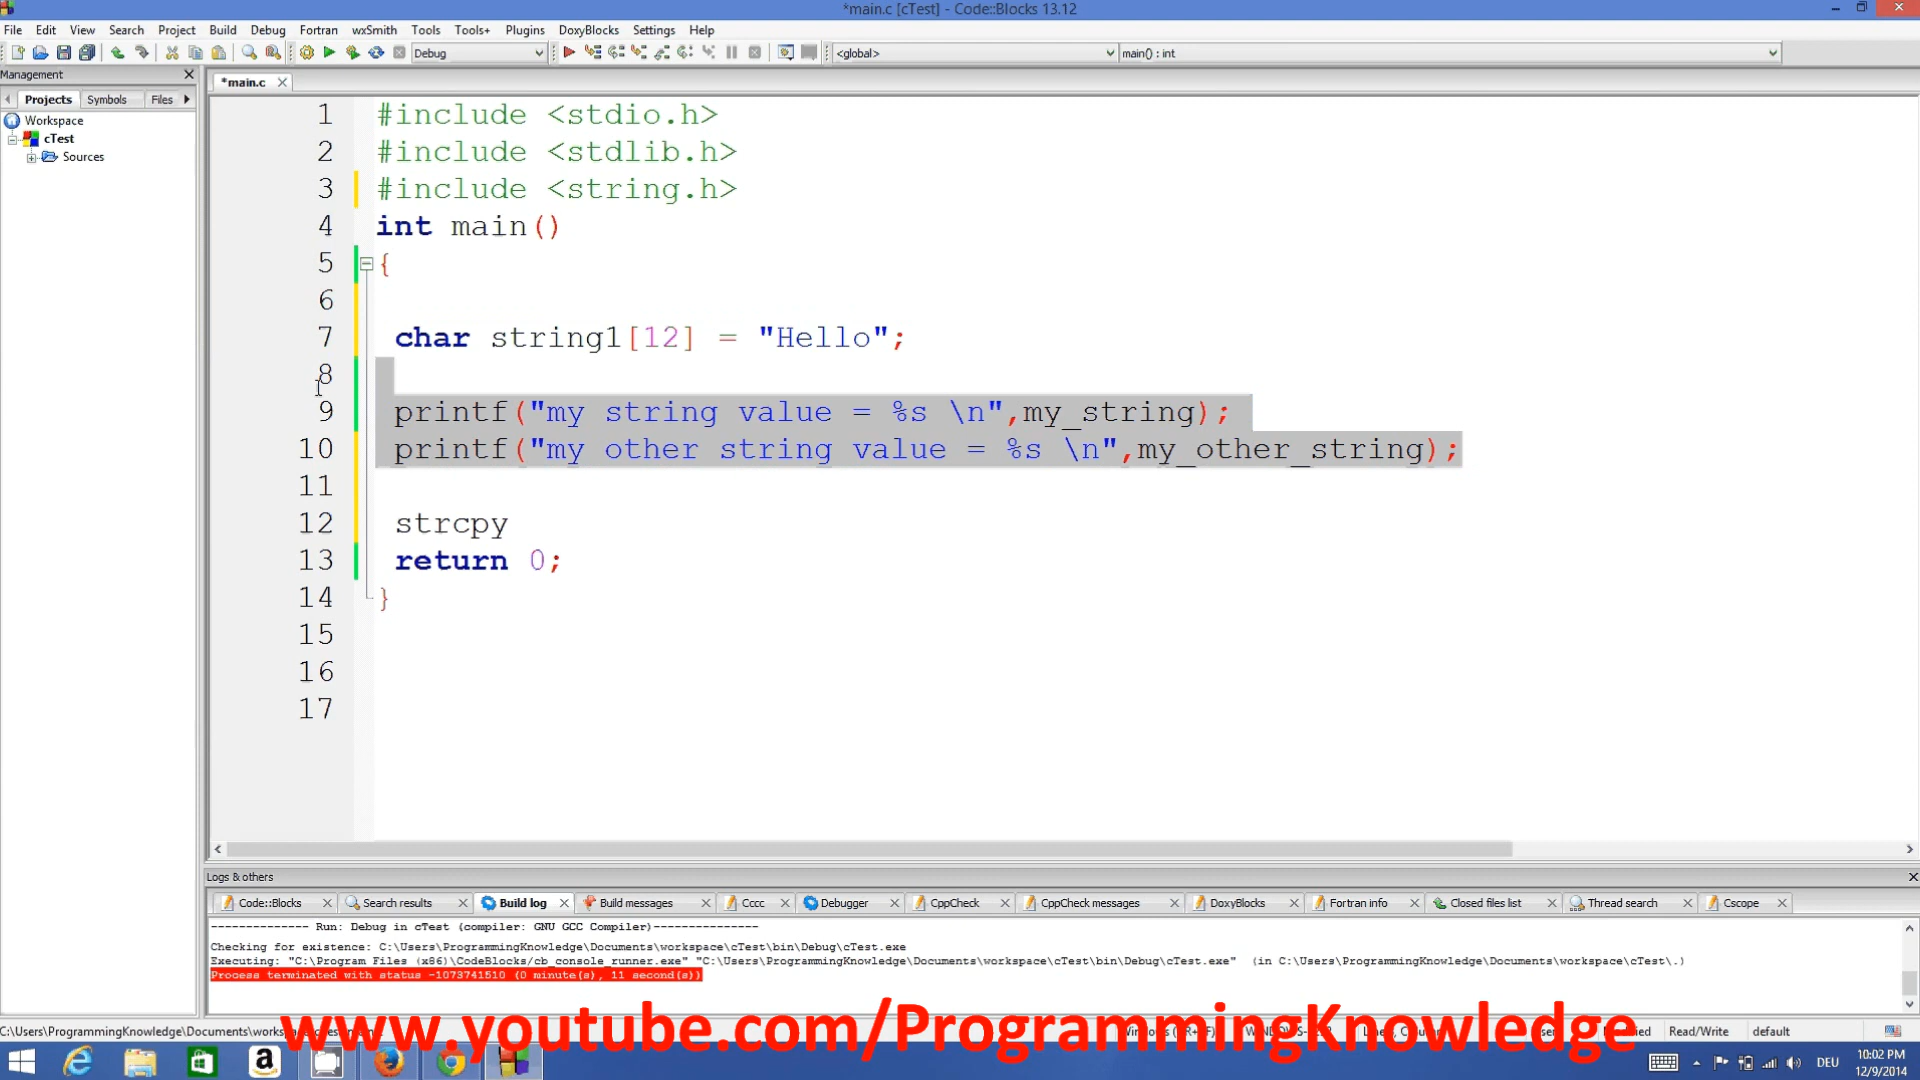 *main.c [cTest] - Code::Blocks 13.12
File Edit View Search Project Build Debug Fortran wxSmith Tools Tools+ Plugins DoxyBlocks Settings Help
Debug <global> main() : int
Management
*main.c
Projects Symbols Files
Workspace
cTest
Sources
1 #include <stdio.h>
2 #include <stdlib.h>
3 #include <string.h>
4 int main()
5 {
6
7 char string1[12] = "Hello";
8
9 printf("my string value = %s \n",my_string);
10 printf("my other string value = %s \n",my_other_string);
11
12 strcpy
13 return 0;
14 }
15
16
17
Logs & others
Code::Blocks Search results Build log Build messages Cccc Debugger CppCheck CppCheck messages DoxyBlocks Fortran info Closed files list Thread search Cscope
-------------- Run: Debug in cTest (compiler: GNU GCC Compiler)---------------
Checking for existence: C:\Users\ProgrammingKnowledge\Documents\workspace\cTest\bin\Debug\cTest.exe
Executing: "C:\Program Files (x86)\CodeBlocks/cb_console_runner.exe" "C:\Users\ProgrammingKnowledge\Documents\workspace\cTest\bin\Debug\cTest.exe" (in C:\Users\ProgrammingKnowledge\Documents\workspace\cTest\.)
Process terminated with status -1073741510 (0 minute(s), 11 second(s))
www.youtube.com/ProgrammingKnowledge
Read/Write default
DEU
10:02 PM
12/9/2014